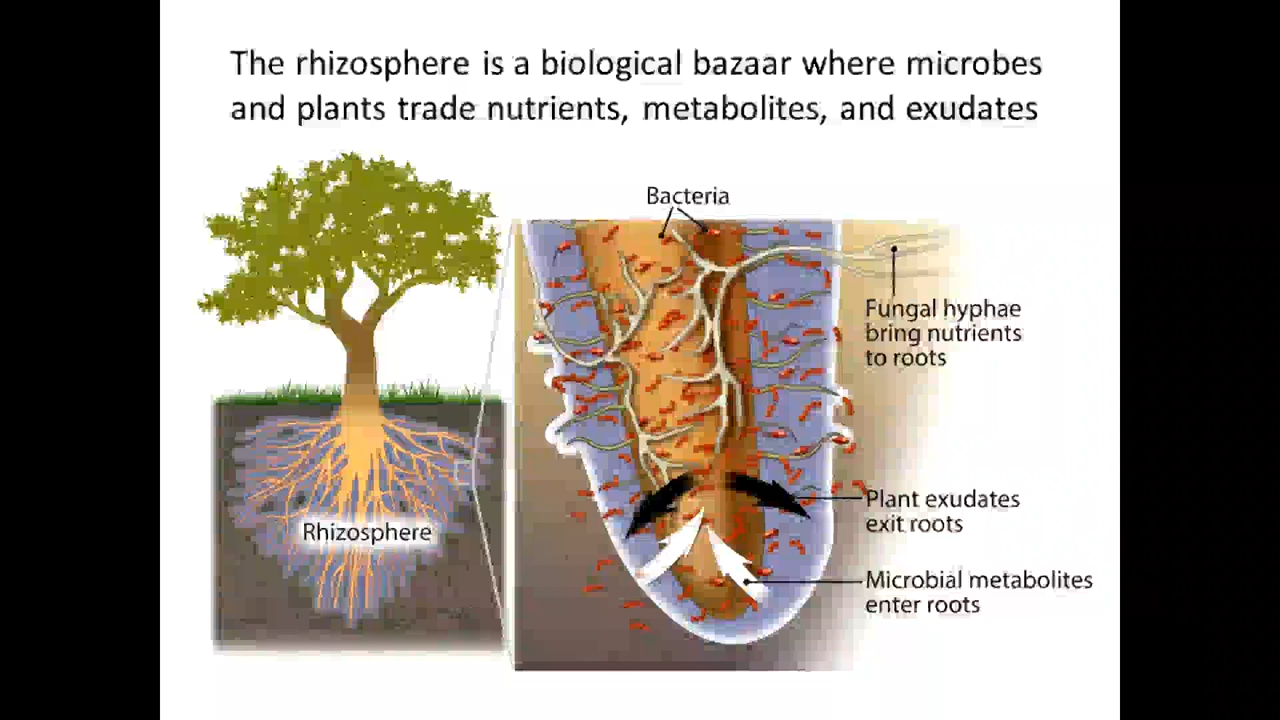 The rhizosphere is a biological bazaar where microbes
and plants trade nutrients, metabolites, and exudates
Bacteria
Fungal hyphae
bring nutrients
to roots
Rhizosphere
Plant exudates
exit roots
Microbial metabolites
enter roots